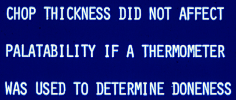 CHOP THICKNESS DID NOT AFFECT
PALATABILITY IF A THERMOMETER
WAS USED TO DETERMINE DONENESS